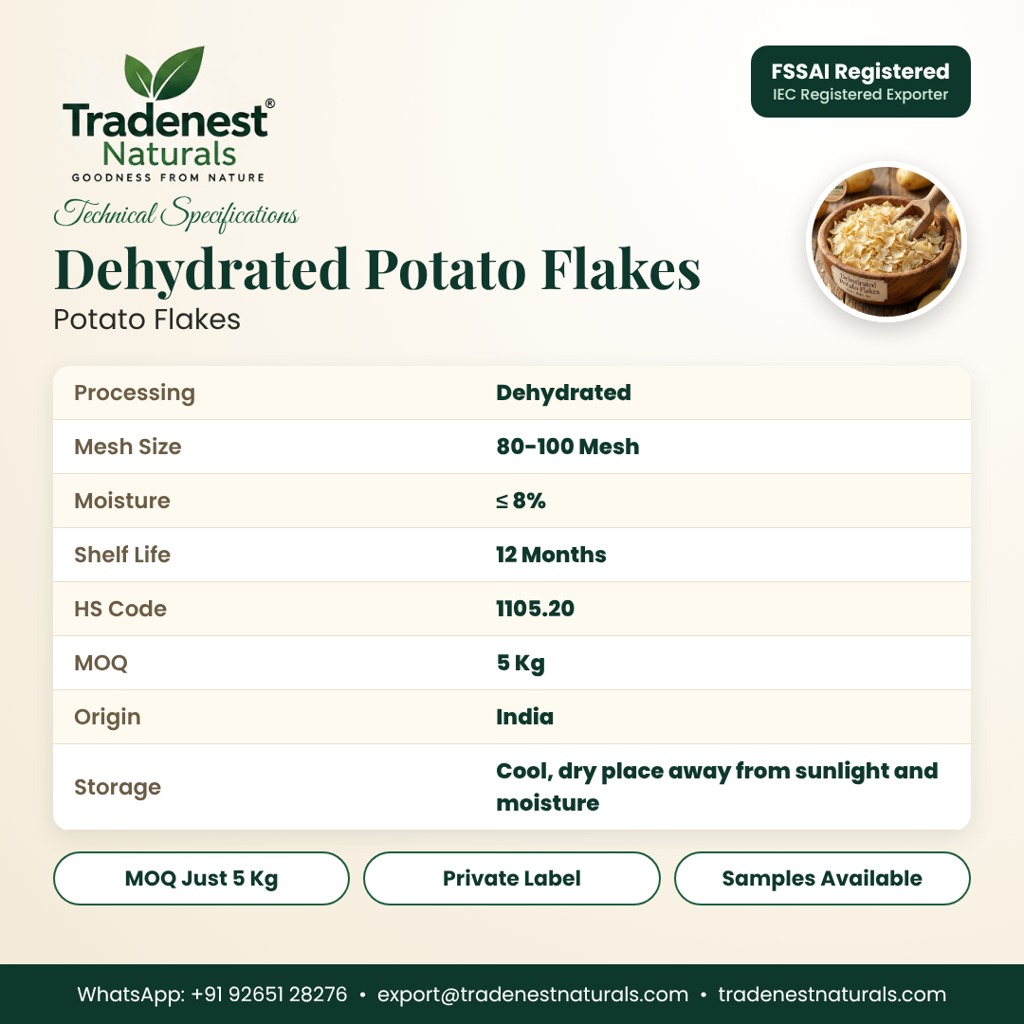 Tradenest®
Naturals
GOODNESS FROM NATURE
FSSAI Registered
IEC Registered Exporter
Technical Specifications
Dehydrated Potato Flakes
Potato Flakes
Dehydrated
Potato Flakes
Processing Dehydrated
Mesh Size 80-100 Mesh
Moisture ≤ 8%
Shelf Life 12 Months
HS Code 1105.20
MOQ 5 Kg
Origin India
Storage Cool, dry place away from sunlight and
moisture
MOQ Just 5 Kg
Private Label
Samples Available
WhatsApp: +91 92651 28276 • export@tradenestnaturals.com • tradenestnaturals.com